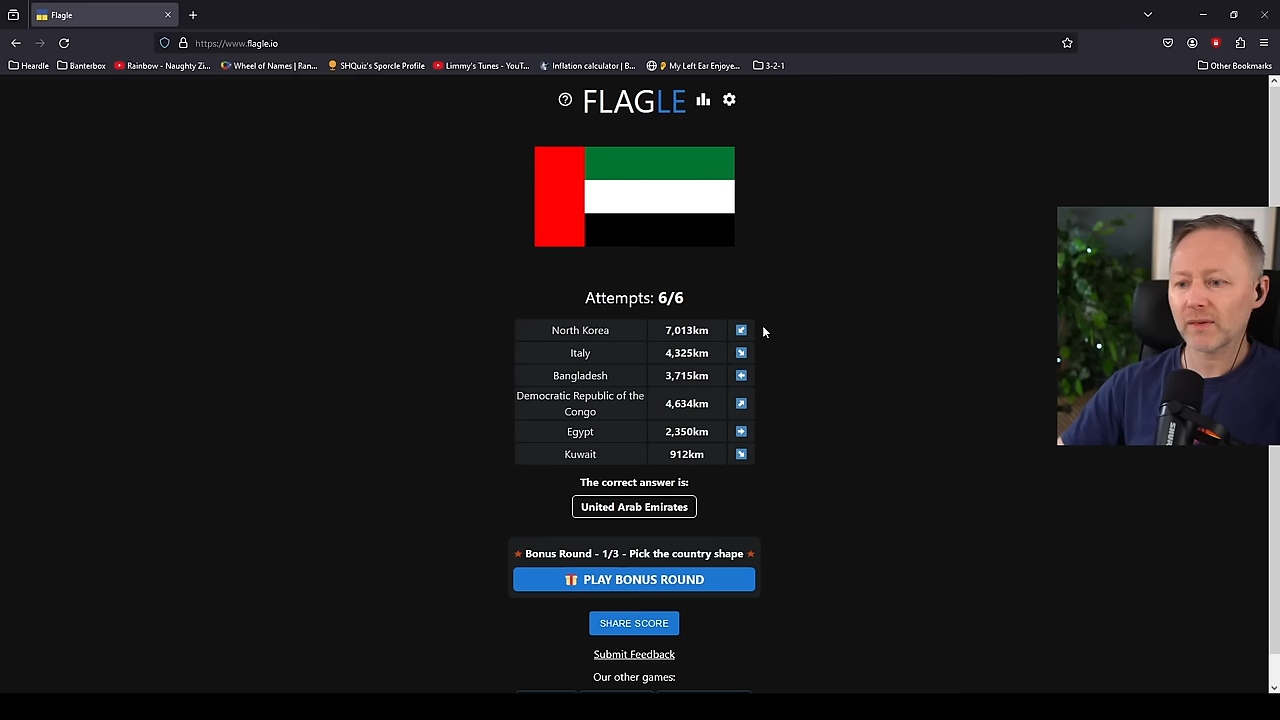 Flagle
https://www.flagle.io
Heardle
Banterbox
Rainbow - Naughty Zi...
Wheel of Names | Ran...
SHQuiz's Sporcle Profile
Limmy's Tunes - YouT...
Inflation calculator | B...
My Left Ear Enjoye...
3-2-1
Other Bookmarks
FLAGLE
Attempts: 6/6
North Korea 7,013km
Italy 4,325km
Bangladesh 3,715km
Democratic Republic of the
Congo 4,634km
Egypt 2,350km
Kuwait 912km
The correct answer is:
United Arab Emirates
Bonus Round - 1/3 - Pick the country shape
PLAY BONUS ROUND
SHARE SCORE
Submit Feedback
Our other games: